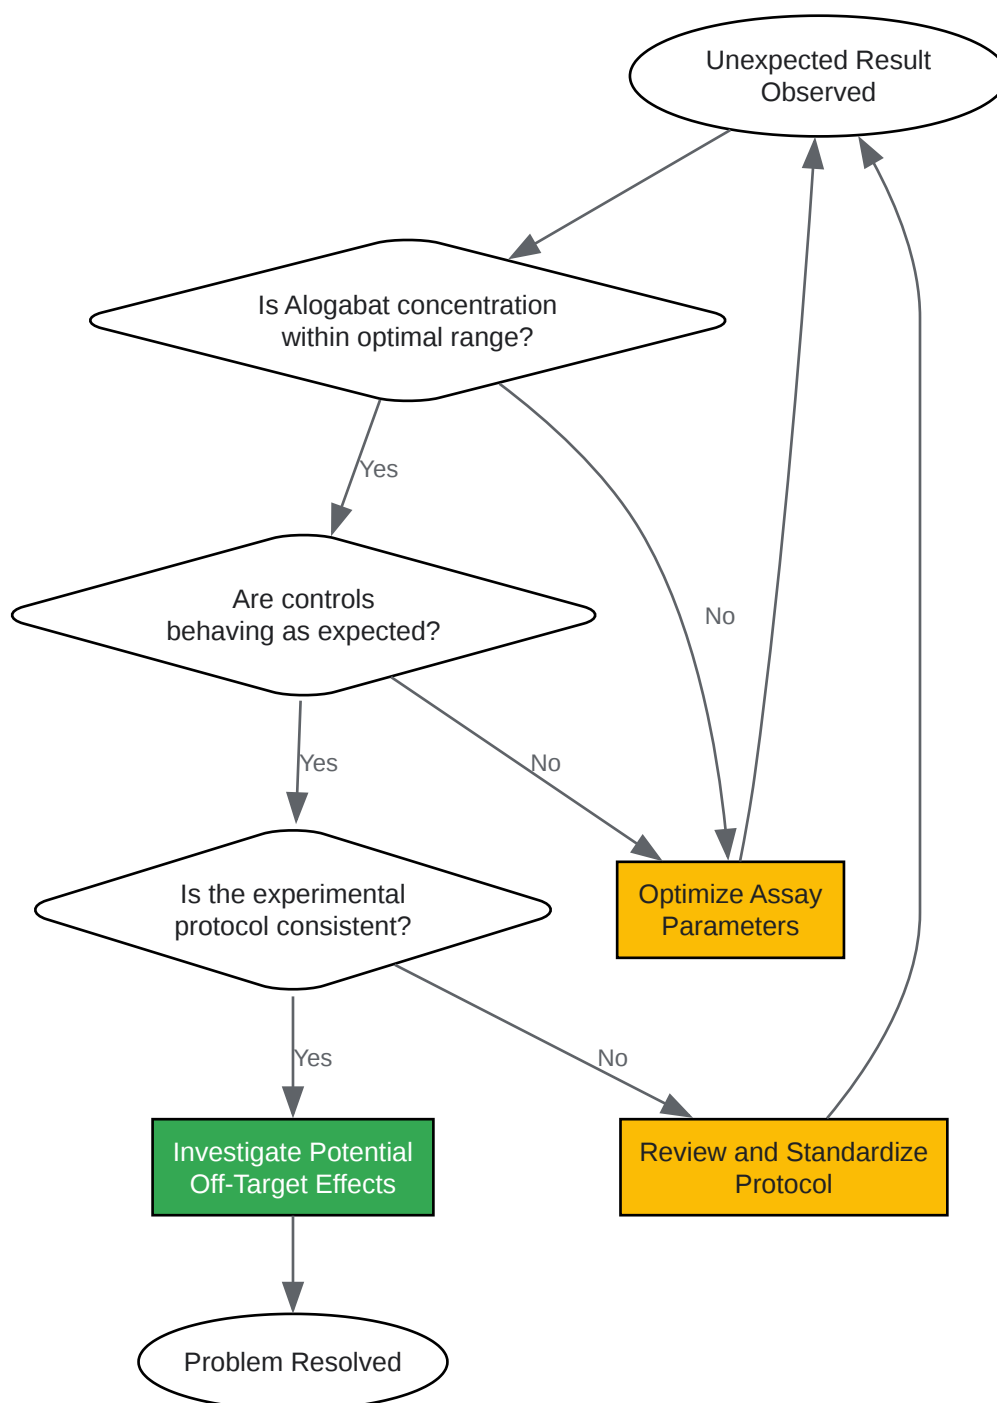 Unexpected Result
Observed
Is Alogabat concentration
within optimal range?
Yes
Are controls
behaving as expected?
No
Yes
No
Is the experimental
protocol consistent?
Optimize Assay
Parameters
Yes
No
Investigate Potential
Off-Target Effects
Review and Standardize
Protocol
Problem Resolved